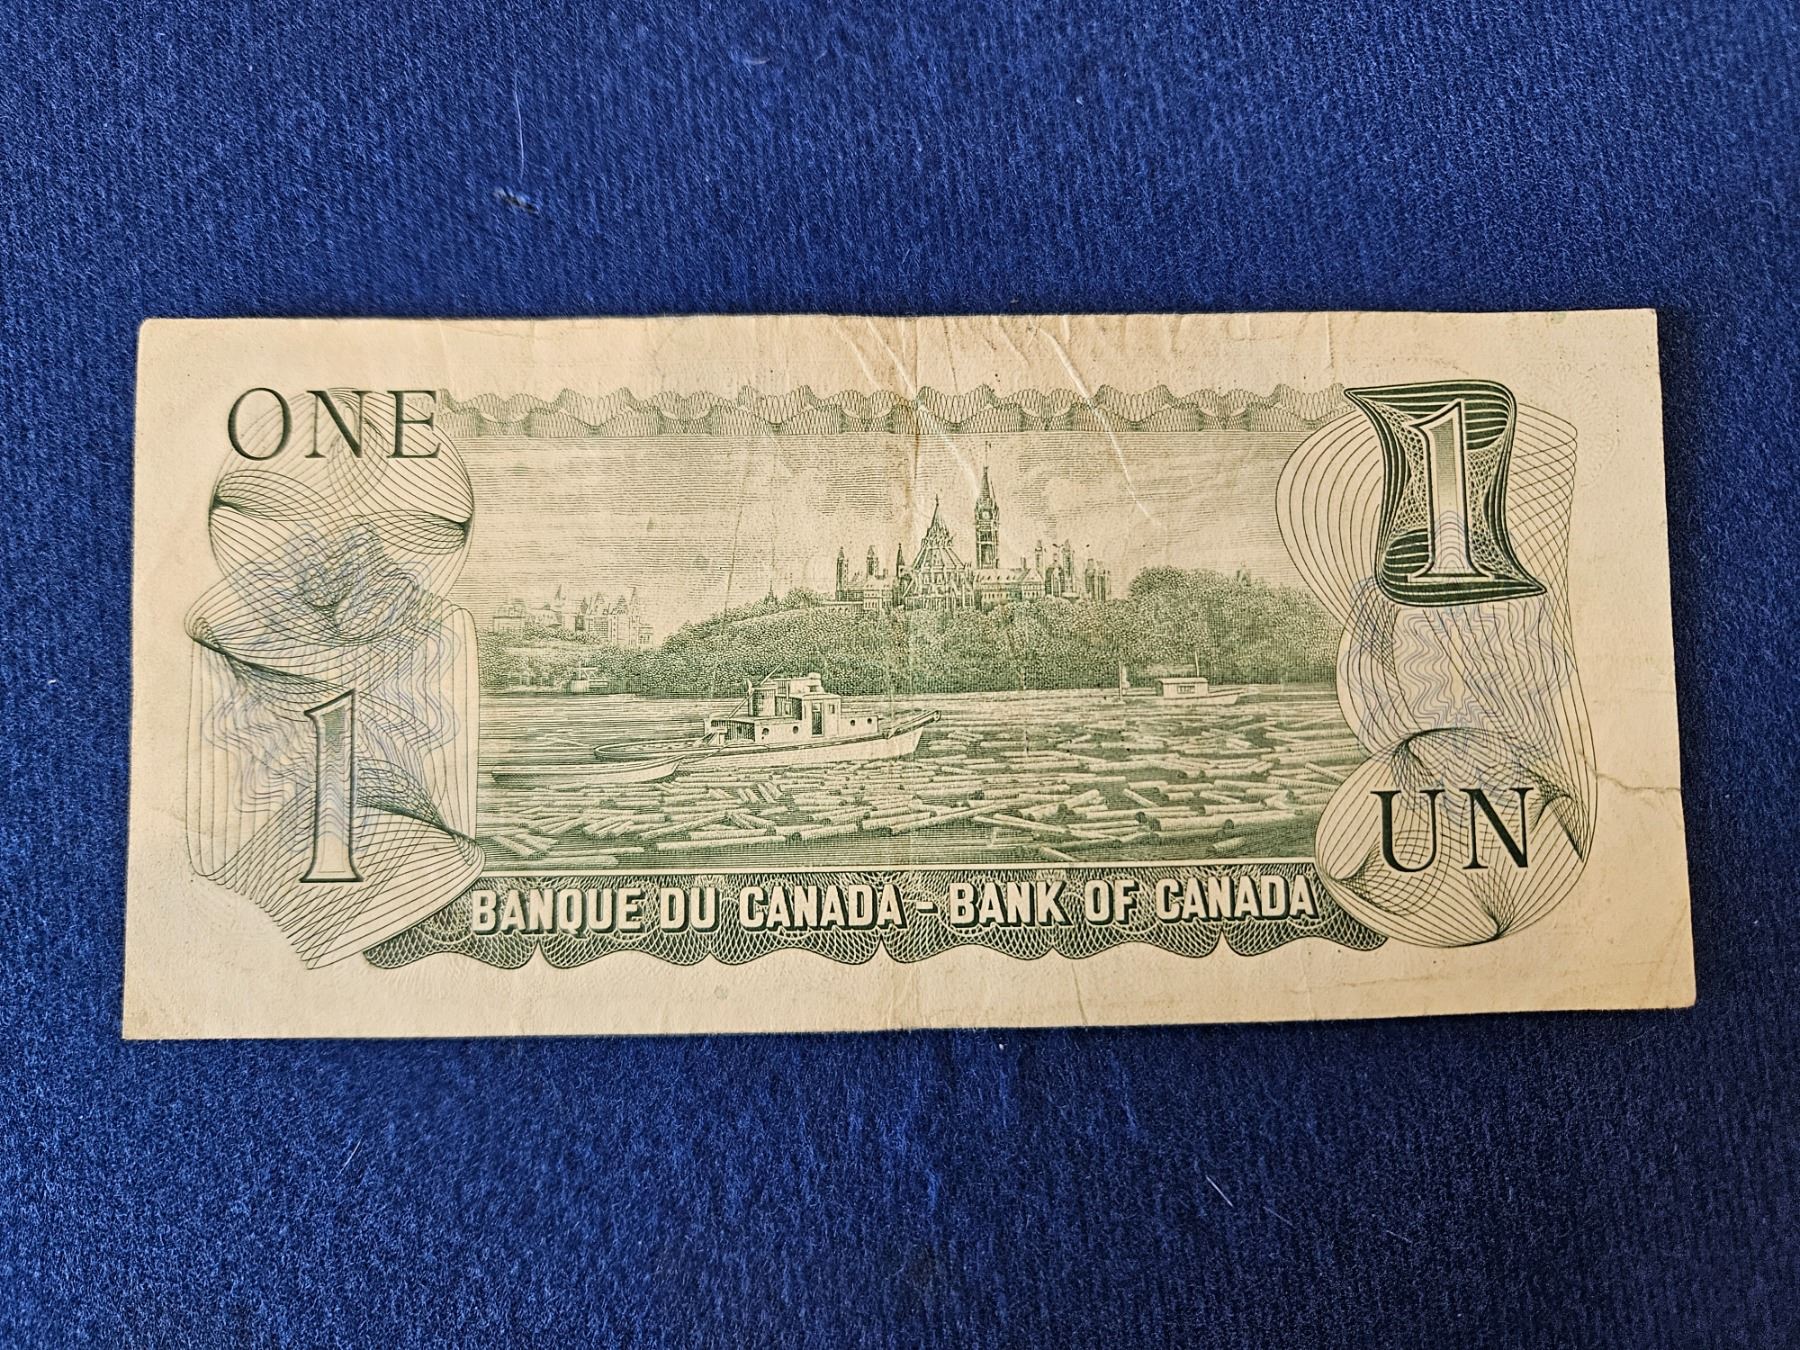 ONE
1
1
UN
BANQUE DU CANADA - BANK OF CANADA